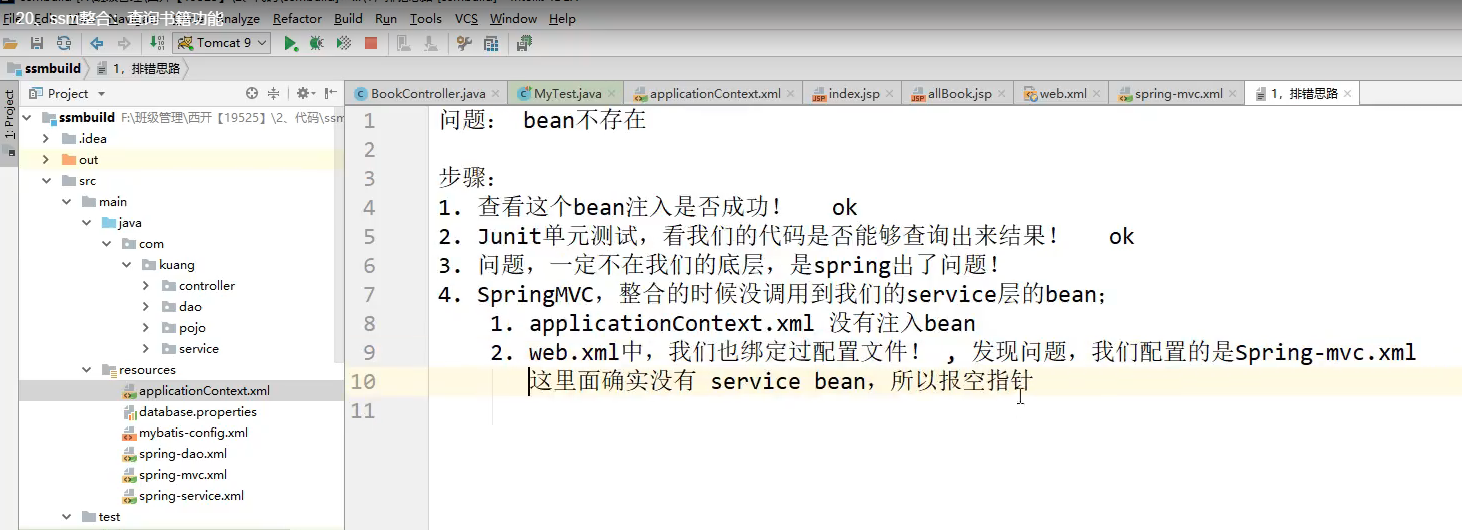 20、ssm整合：查询书籍功能
File Edit View Navigate Code Analyze Refactor Build Run Tools VCS Window Help
Tomcat 9
ssmbuild 1，排错思路
Project
BookController.java MyTest.java applicationContext.xml index.jsp allBook.jsp web.xml spring-mvc.xml 1，排错思路
1: Project
ssmbuild F:\班级管理\西开【19525】\2、代码\ssm
.idea
out
src
main
java
com
kuang
controller
dao
pojo
service
resources
applicationContext.xml
database.properties
mybatis-config.xml
spring-dao.xml
spring-mvc.xml
spring-service.xml
test
1 问题： bean不存在
2
3 步骤：
4 1. 查看这个bean注入是否成功！ ok
5 2. Junit单元测试，看我们的代码是否能够查询出来结果！ ok
6 3. 问题，一定不在我们的底层，是spring出了问题！
7 4. SpringMVC，整合的时候没调用到我们的service层的bean；
8 1. applicationContext.xml 没有注入bean
9 2. web.xml中，我们也绑定过配置文件！ , 发现问题，我们配置的是Spring-mvc.xml
10 这里面确实没有 service bean，所以报空指针
11